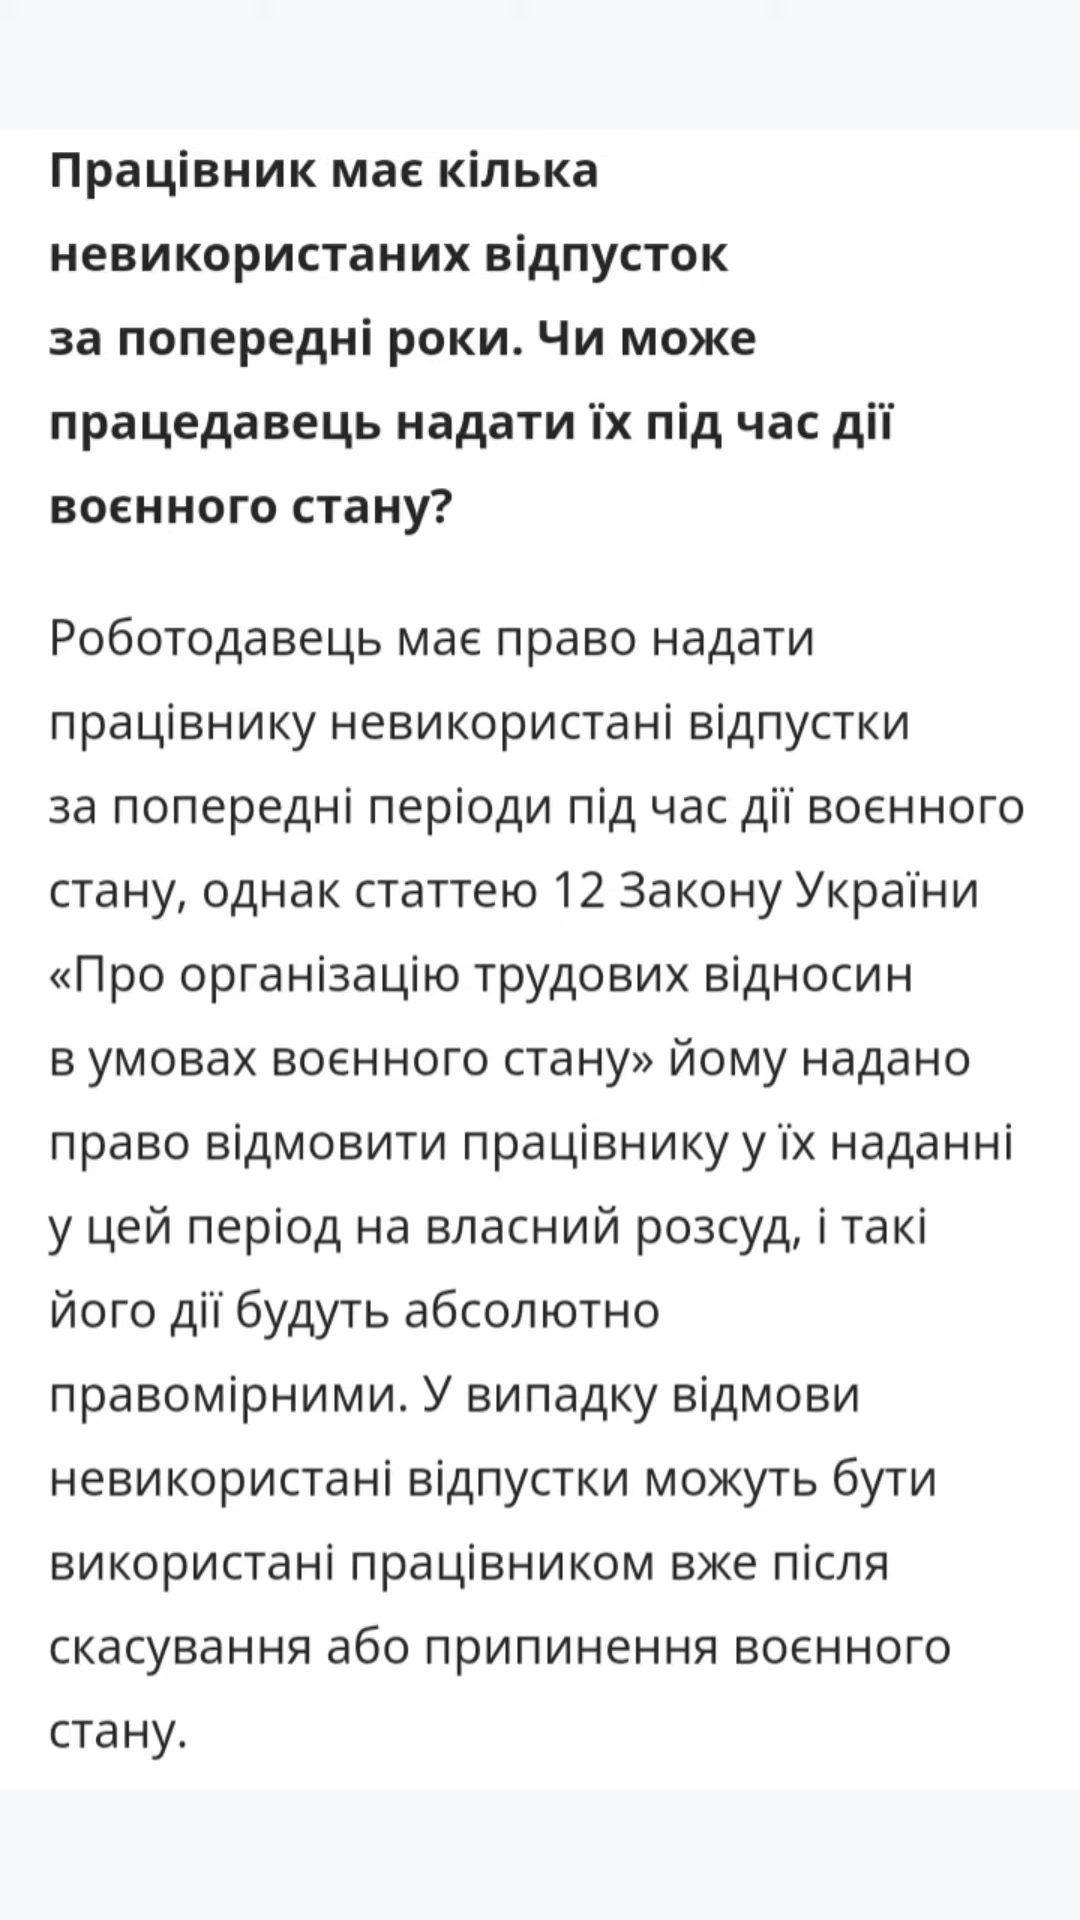 Працівник має кілька
невикористаних відпусток
за попередні роки. Чи може
працедавець надати їх під час дії
воєнного стану?
Роботодавець має право надати
працівнику невикористані відпустки
за попередні періоди під час дії воєнного
стану, однак статтею 12 Закону України
«Про організацію трудових відносин
в умовах воєнного стану» йому надано
право відмовити працівнику у їх наданні
у цей період на власний розсуд, і такі
його дії будуть абсолютно
правомірними. У випадку відмови
невикористані відпустки можуть бути
використані працівником вже після
скасування або припинення воєнного
стану.